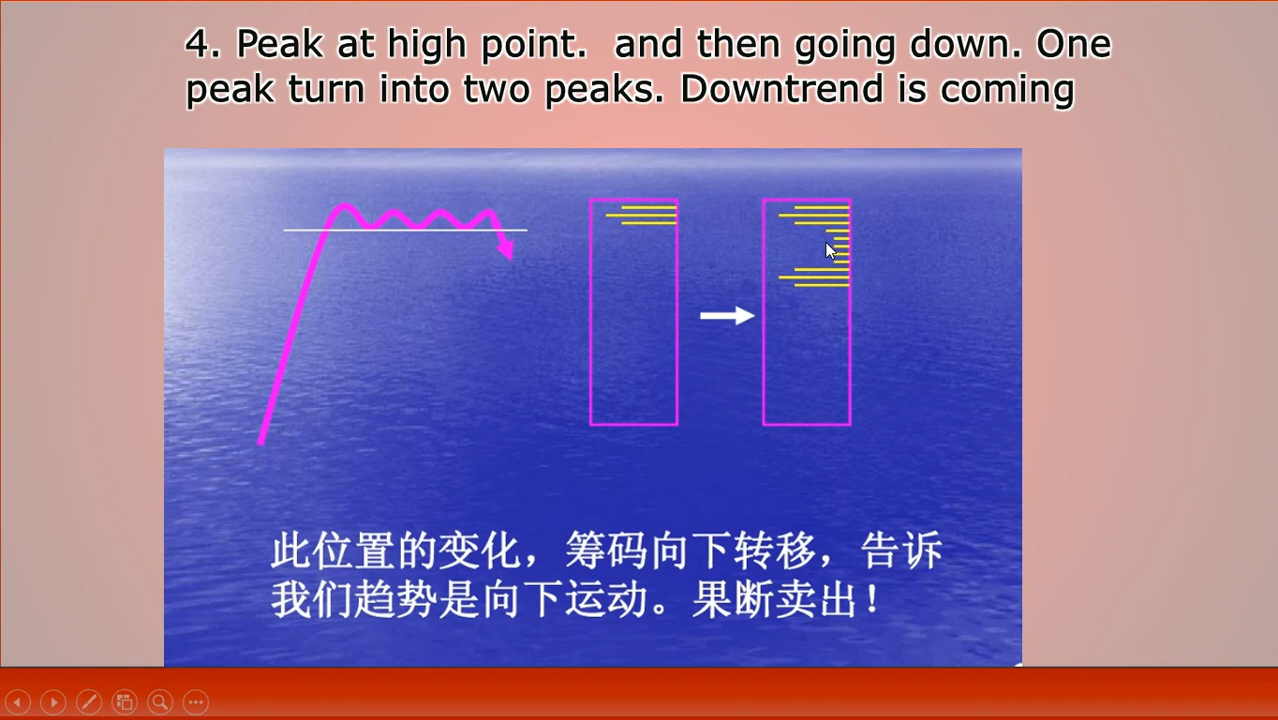 4. Peak at high point.  and then going down. One
peak turn into two peaks. Downtrend is coming
此位置的变化，筹码向下转移，告诉
我们趋势是向下运动。果断卖出！